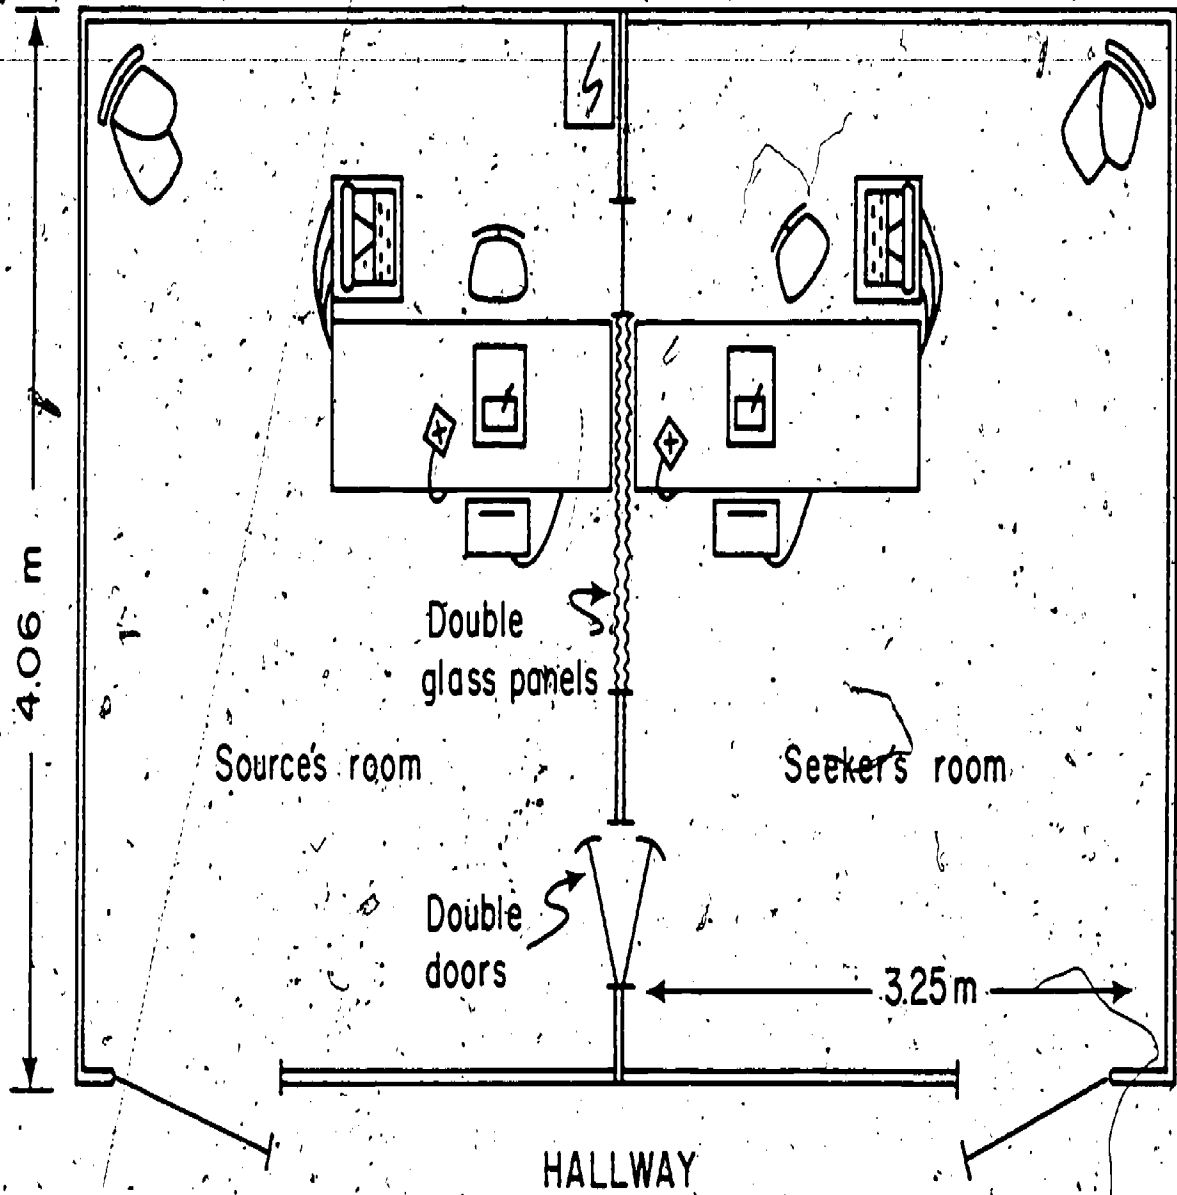 4.06 m
Double
glass panels
Source's room
Seeker's room
Double
doors
3.25 m
HALLWAY